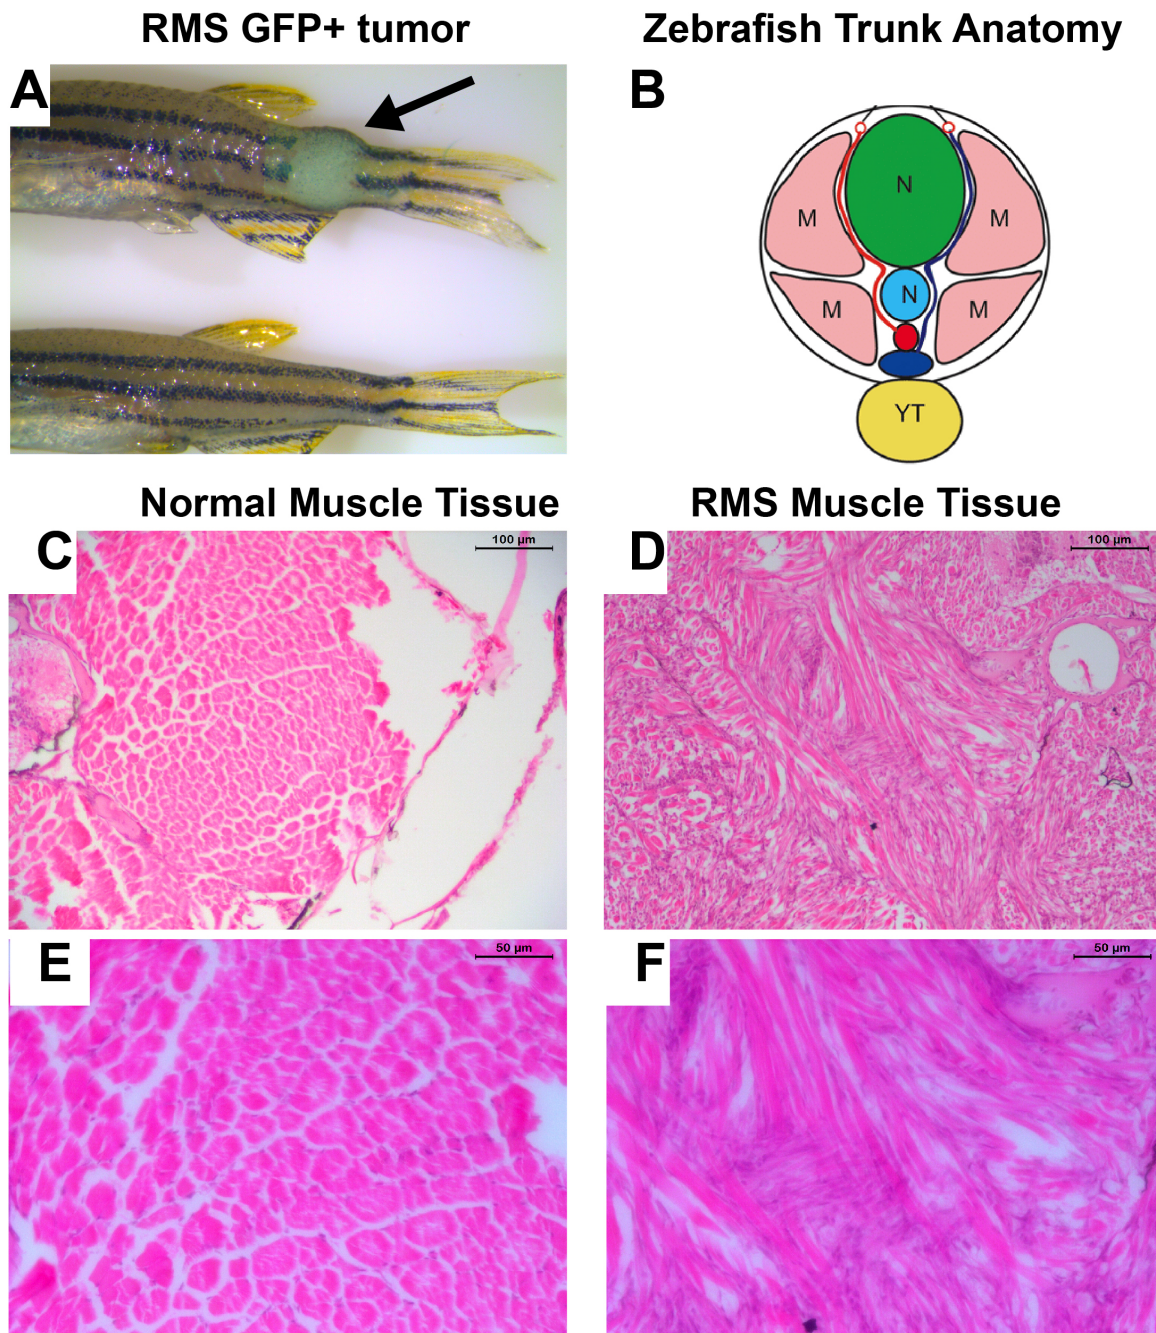 RMS GFP+ tumor
Zebrafish Trunk Anatomy
A
B
N
M
M
N
M
M
YT
Normal Muscle Tissue
RMS Muscle Tissue
C
100 µm
D
100 µm
E
50 µm
F
50 µm